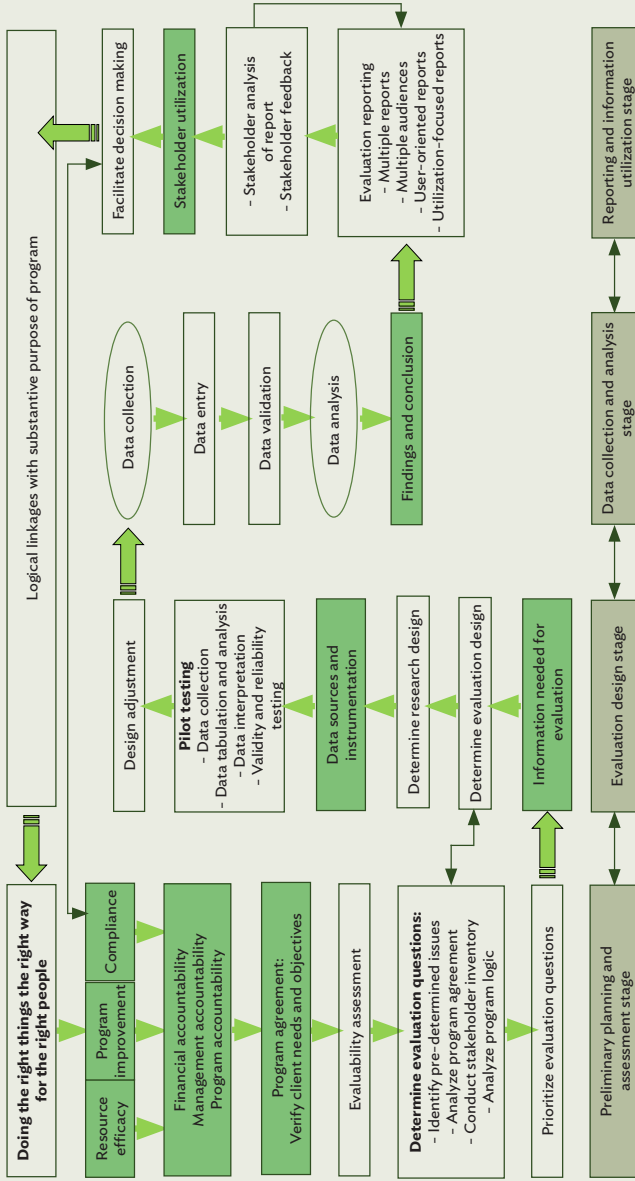 Logical linkages with substantive purpose of program
Doing the right things the right way
for the right people
Resource
efficacy
Program
improvement
Compliance
Financial accountability
Management accountability
Program accountability
Program agreement:
Verify client needs and objectives
Evaluability assessment
Determine evaluation questions:
- Identify pre-determined issues
- Analyze program agreement
- Conduct stakeholder inventory
- Analyze program logic
Prioritize evaluation questions
Preliminary planning and
assessment stage
Design adjustment
Pilot testing
- Data collection
- Data tabulation and analysis
- Data interpretation
- Validity and reliability
testing
Data sources and
instrumentation
Determine research design
Determine evaluation design
Information needed for
evaluation
Evaluation design stage
Data collection
Data entry
Data validation
Data analysis
Findings and conclusion
Data collection and analysis
stage
Facilitate decision making
Stakeholder utilization
- Stakeholder analysis
of report
- Stakeholder feedback
Evaluation reporting
- Multiple reports
- Multiple audiences
- User-oriented reports
- Utilization-focused reports
Reporting and information
utilization stage